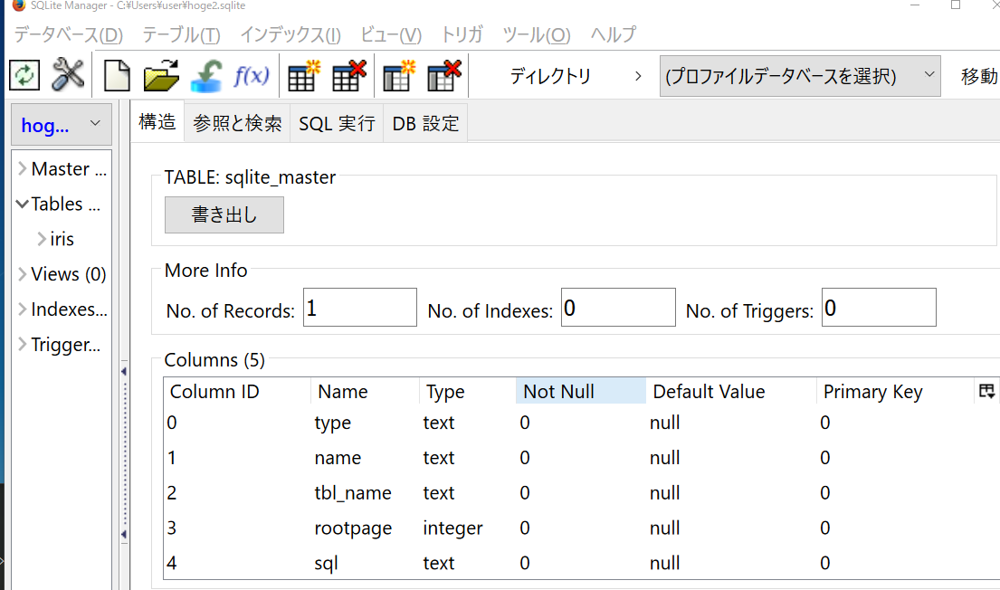 SQLite Manager - C:¥Users¥user¥hoge2.sqlite
データベース(D) テーブル(T) インデックス(I) ビュー(V) トリガ ツール(O) ヘルプ
f(x) ディレクトリ > (プロファイルデータベースを選択) 移動
hog...
構造 参照と検索 SQL 実行 DB 設定
Master ...
Tables ...
iris
Views (0)
Indexes...
Trigger...
TABLE: sqlite_master
書き出し
More Info
No. of Records: 1 No. of Indexes: 0 No. of Triggers: 0
Columns (5)
Column ID Name Type Not Null Default Value Primary Key
0 type text 0 null 0
1 name text 0 null 0
2 tbl_name text 0 null 0
3 rootpage integer 0 null 0
4 sql text 0 null 0